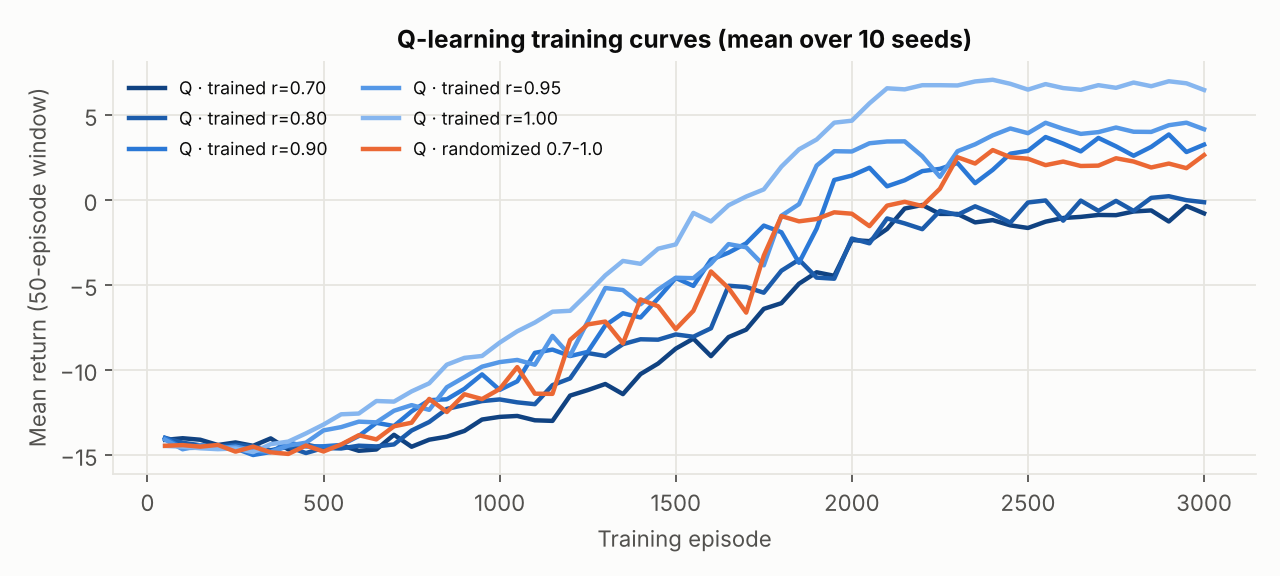 Q-learning training curves (mean over 10 seeds)
Mean return (50-episode window)
Q · trained r=0.70
Q · trained r=0.80
Q · trained r=0.90
Q · trained r=0.95
Q · trained r=1.00
Q · randomized 0.7-1.0
5
0
−5
−10
−15
0 500 1000 1500 2000 2500 3000
Training episode